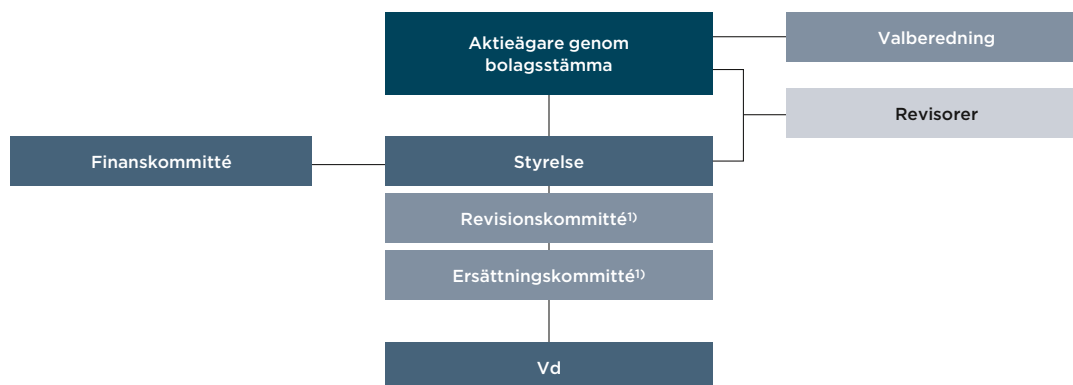 Aktieägare genom
bolagsstämma
Valberedning
Revisorer
Finanskommitté
Styrelse
Revisionskommitté¹⁾
Ersättningskommitté¹⁾
Vd